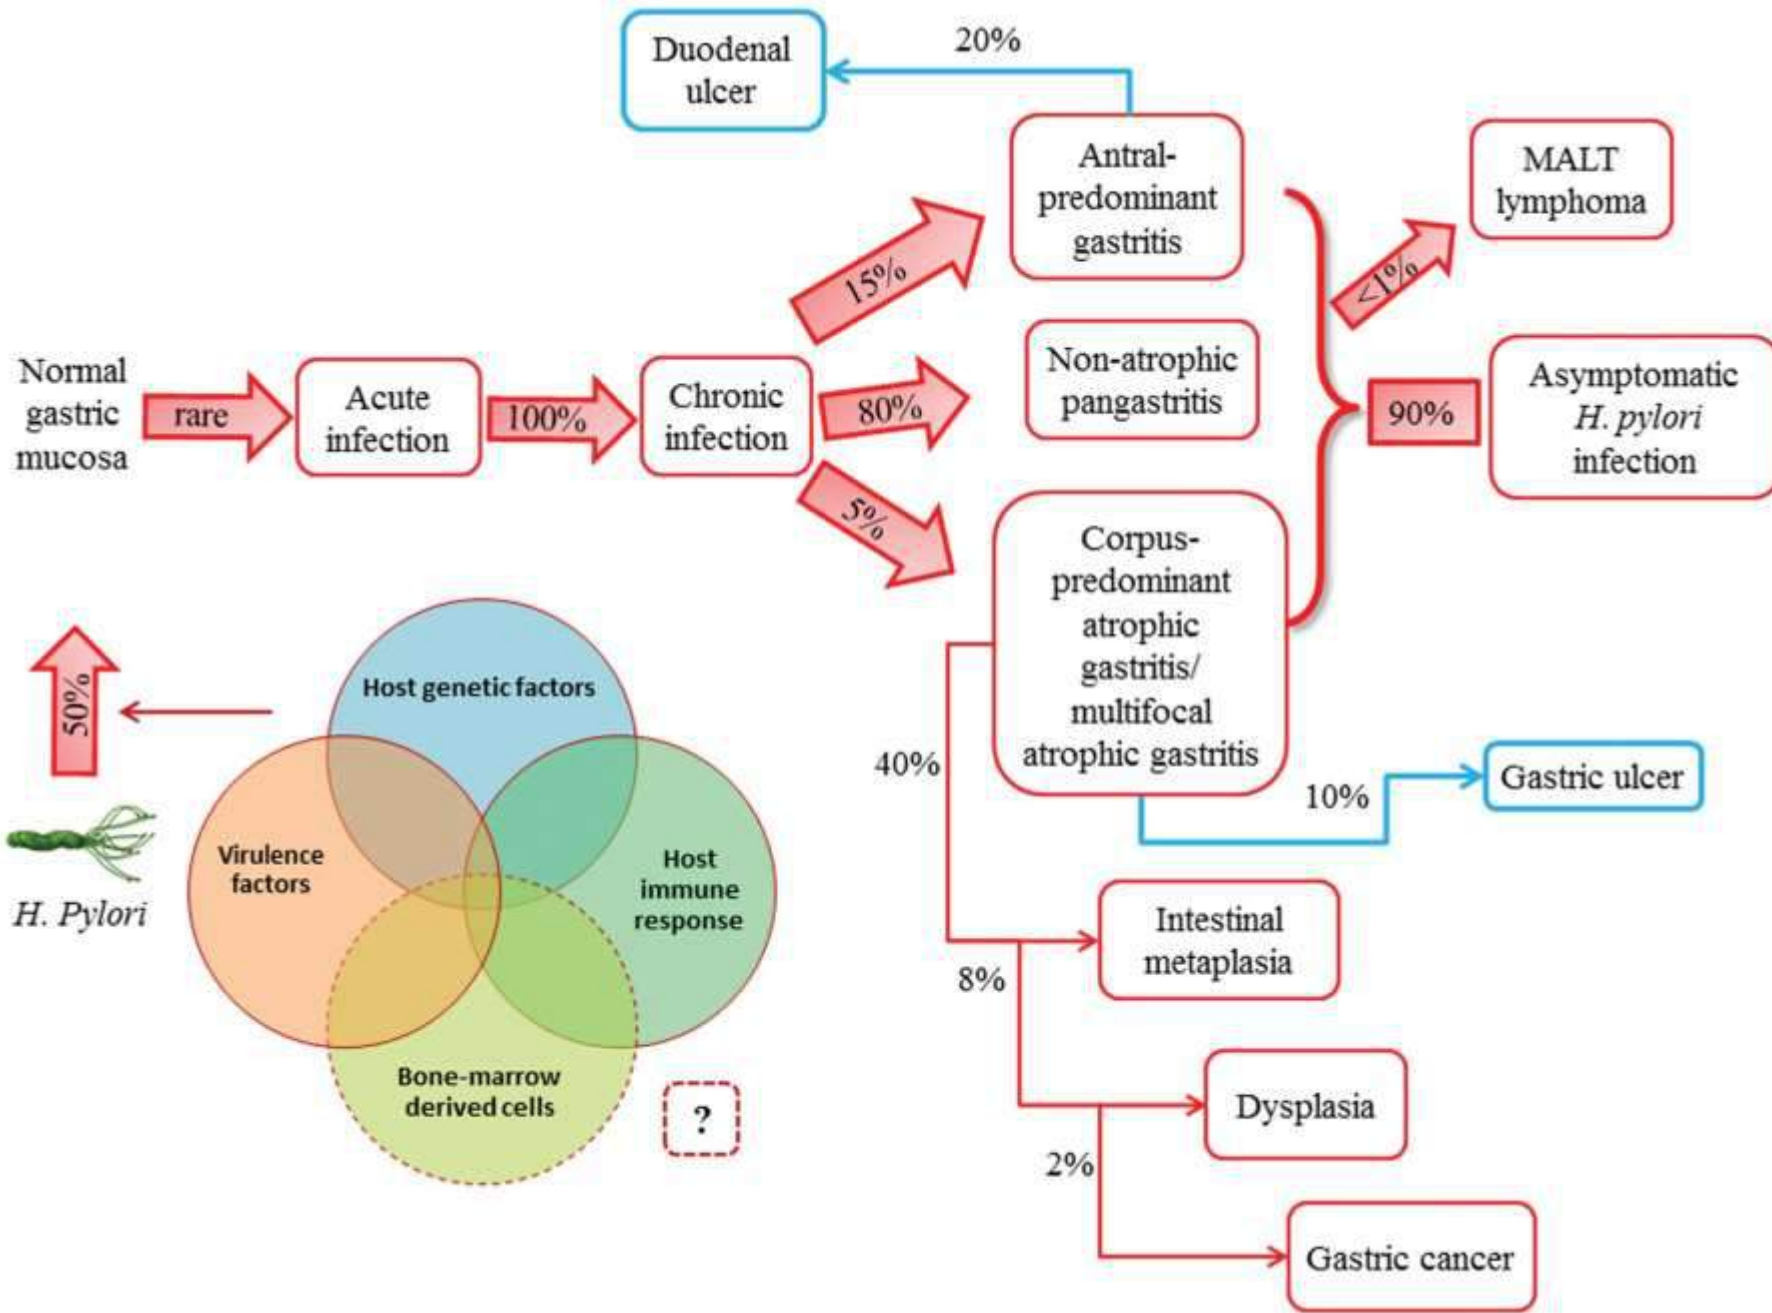 Duodenal
ulcer
20%
Antral-
predominant
gastritis
MALT
lymphoma
15%
<1%
Normal
gastric
mucosa
rare
Acute
infection
100%
Chronic
infection
80%
Non-atrophic
pangastritis
90%
Asymptomatic
H. pylori
infection
5%
Corpus-
predominant
atrophic
gastritis/
multifocal
atrophic gastritis
50%
H. Pylori
Host genetic factors
Virulence
factors
Host
immune
response
Bone-marrow
derived cells
?
40%
10%
Gastric ulcer
Intestinal
metaplasia
8%
Dysplasia
2%
Gastric cancer